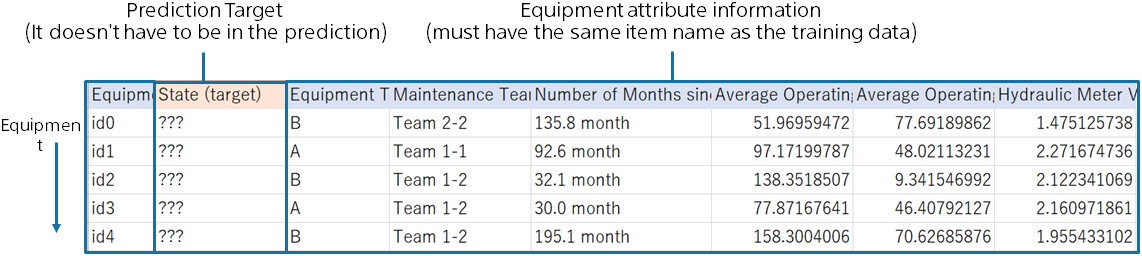 Prediction Target
(It doesn't have to be in the prediction)
Equipment attribute information
(must have the same item name as the training data)
Equipm State (target) Equipment T Maintenance Tea Number of Months sin Average Operatin Average Operatin Hydraulic Meter V
id0 ??? B Team 2-2 135.8 month 51.96959472 77.69189862 1.475125738
id1 ??? A Team 1-1 92.6 month 97.17199787 48.02113231 2.271674736
id2 ??? B Team 1-2 32.1 month 138.3518507 9.341546992 2.122341069
id3 ??? A Team 1-2 30.0 month 77.87167641 46.40792127 2.160971861
id4 ??? B Team 1-2 195.1 month 158.3004006 70.62685876 1.955433102
Equipmen
t